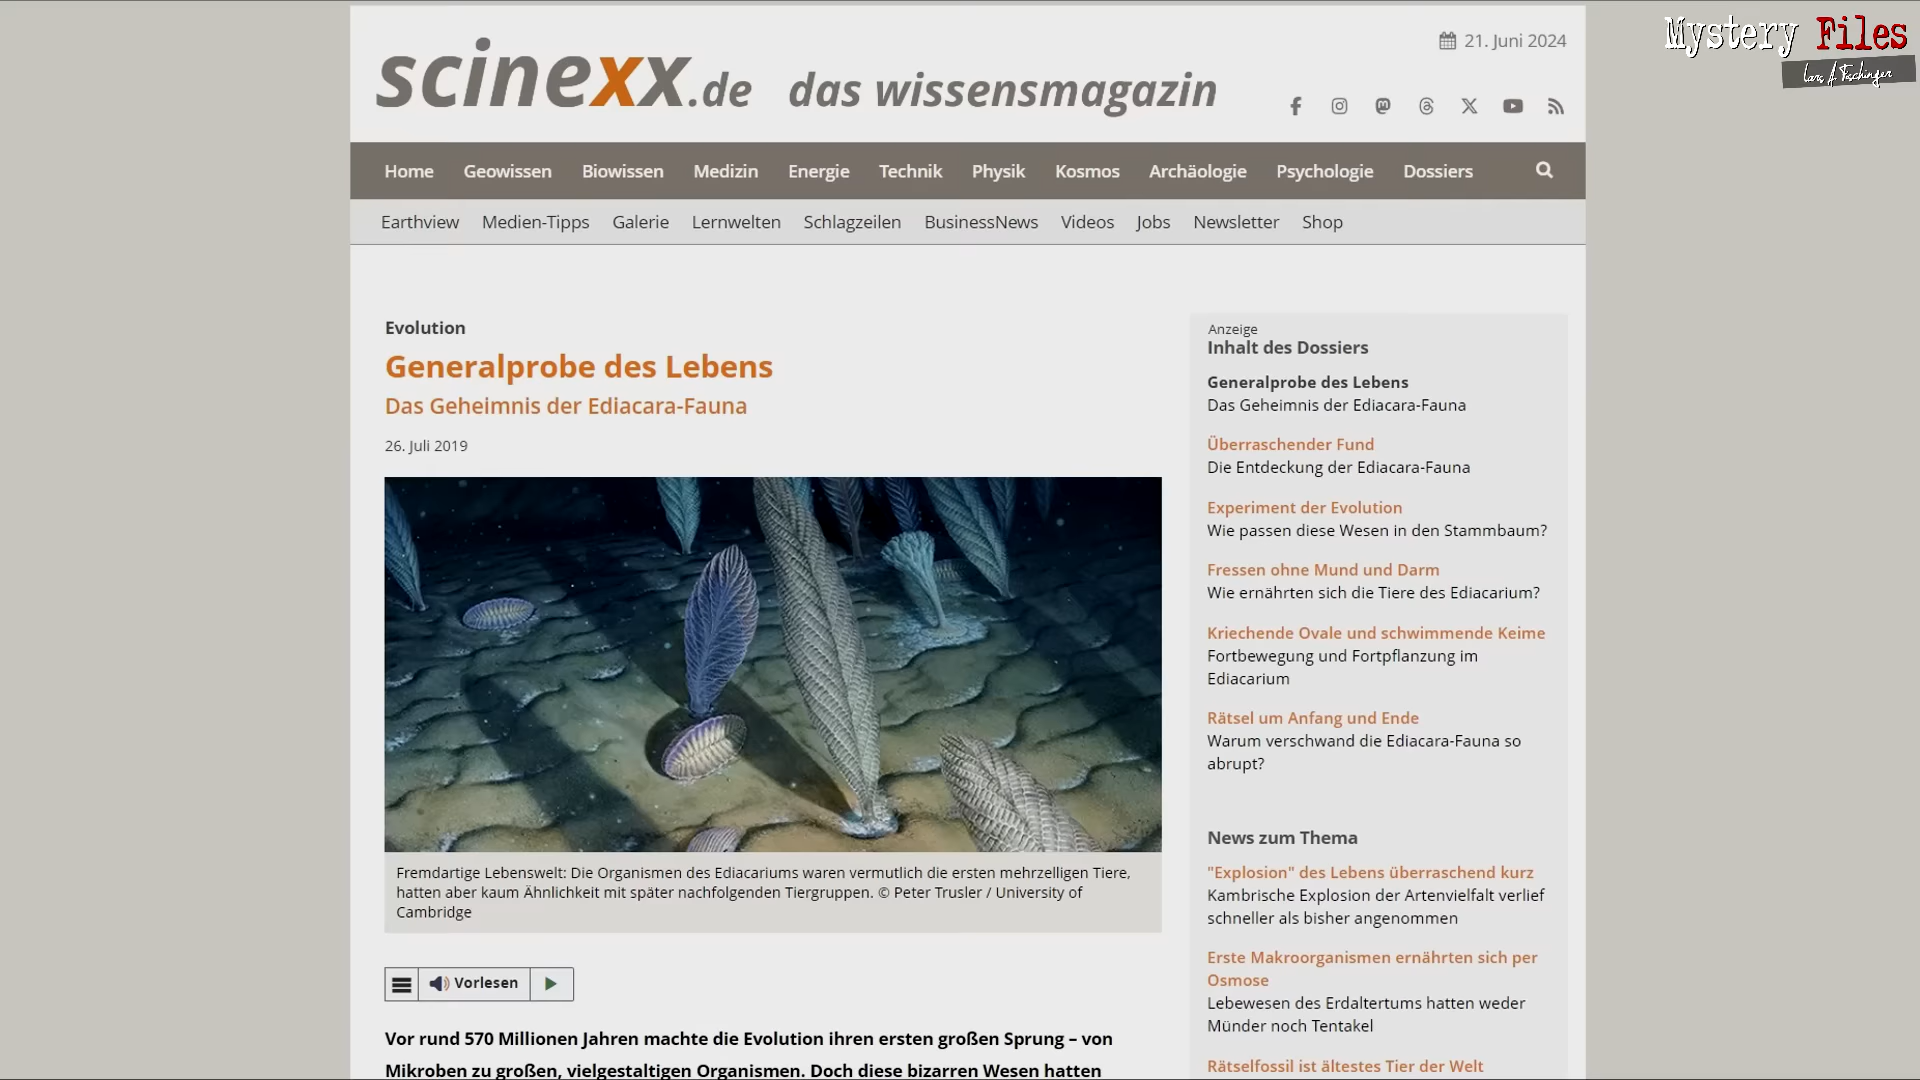 Mystery Files
Lars A. Fischinger
scinexx.de das wissensmagazin
21. Juni 2024
Home Geowissen Biowissen Medizin Energie Technik Physik Kosmos Archäologie Psychologie Dossiers
Earthview Medien-Tipps Galerie Lernwelten Schlagzeilen BusinessNews Videos Jobs Newsletter Shop
Evolution
Generalprobe des Lebens
Das Geheimnis der Ediacara-Fauna
26. Juli 2019
Fremdartige Lebenswelt: Die Organismen des Ediacariums waren vermutlich die ersten mehrzelligen Tiere,
hatten aber kaum Ähnlichkeit mit später nachfolgenden Tiergruppen. © Peter Trusler / University of
Cambridge
Vorlesen
Vor rund 570 Millionen Jahren machte die Evolution ihren ersten großen Sprung – von
Mikroben zu großen, vielgestaltigen Organismen. Doch diese bizarren Wesen hatten
Anzeige
Inhalt des Dossiers
Generalprobe des Lebens
Das Geheimnis der Ediacara-Fauna
Überraschender Fund
Die Entdeckung der Ediacara-Fauna
Experiment der Evolution
Wie passen diese Wesen in den Stammbaum?
Fressen ohne Mund und Darm
Wie ernährten sich die Tiere des Ediacarium?
Kriechende Ovale und schwimmende Keime
Fortbewegung und Fortpflanzung im
Ediacarium
Rätsel um Anfang und Ende
Warum verschwand die Ediacara-Fauna so
abrupt?
News zum Thema
"Explosion" des Lebens überraschend kurz
Kambrische Explosion der Artenvielfalt verlief
schneller als bisher angenommen
Erste Makroorganismen ernährten sich per
Osmose
Lebewesen des Erdaltertums hatten weder
Münder noch Tentakel
Rätselfossil ist ältestes Tier der Welt